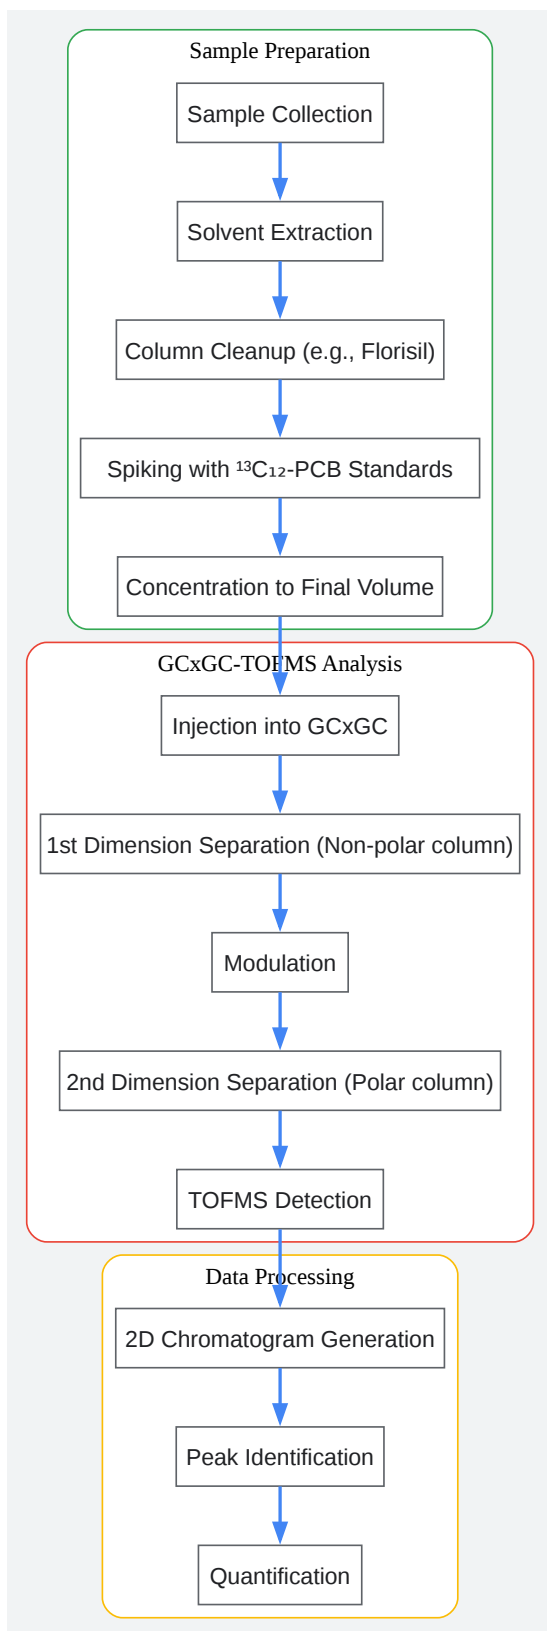 Sample Preparation
Sample Collection
Solvent Extraction
Column Cleanup (e.g., Florisil)
Spiking with ¹³C₁₂-PCB Standards
Concentration to Final Volume
GCxGC-TOFMS Analysis
Injection into GCxGC
1st Dimension Separation (Non-polar column)
Modulation
2nd Dimension Separation (Polar column)
TOFMS Detection
Data Processing
2D Chromatogram Generation
Peak Identification
Quantification